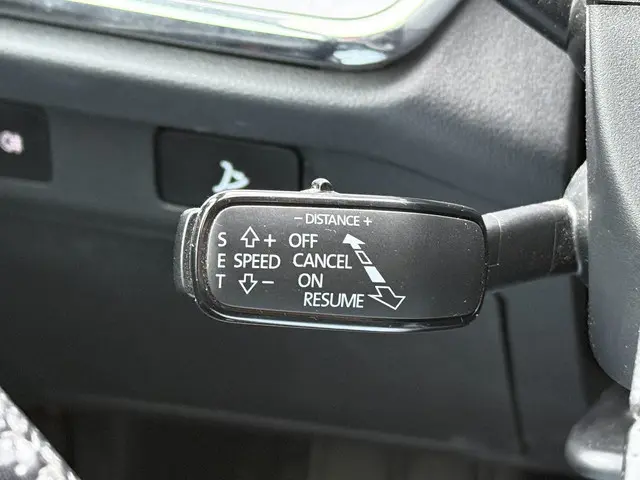 - DISTANCE +
S + OFF
E SPEED CANCEL
T - ON
RESUME